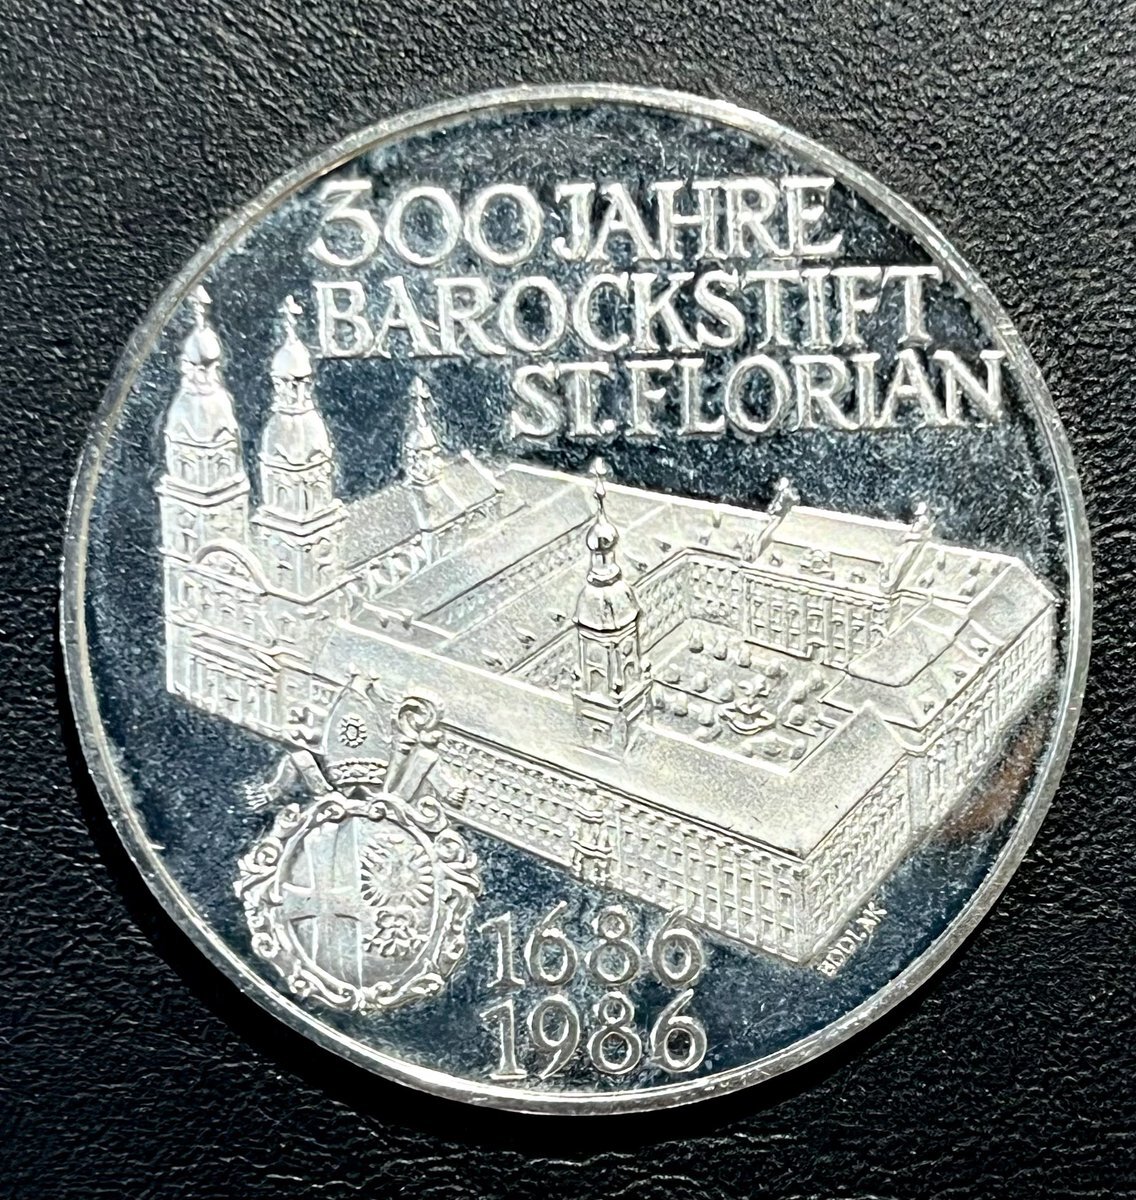 300 JAHRE
BAROCKSTIFT
ST. FLORIAN
1686
1986